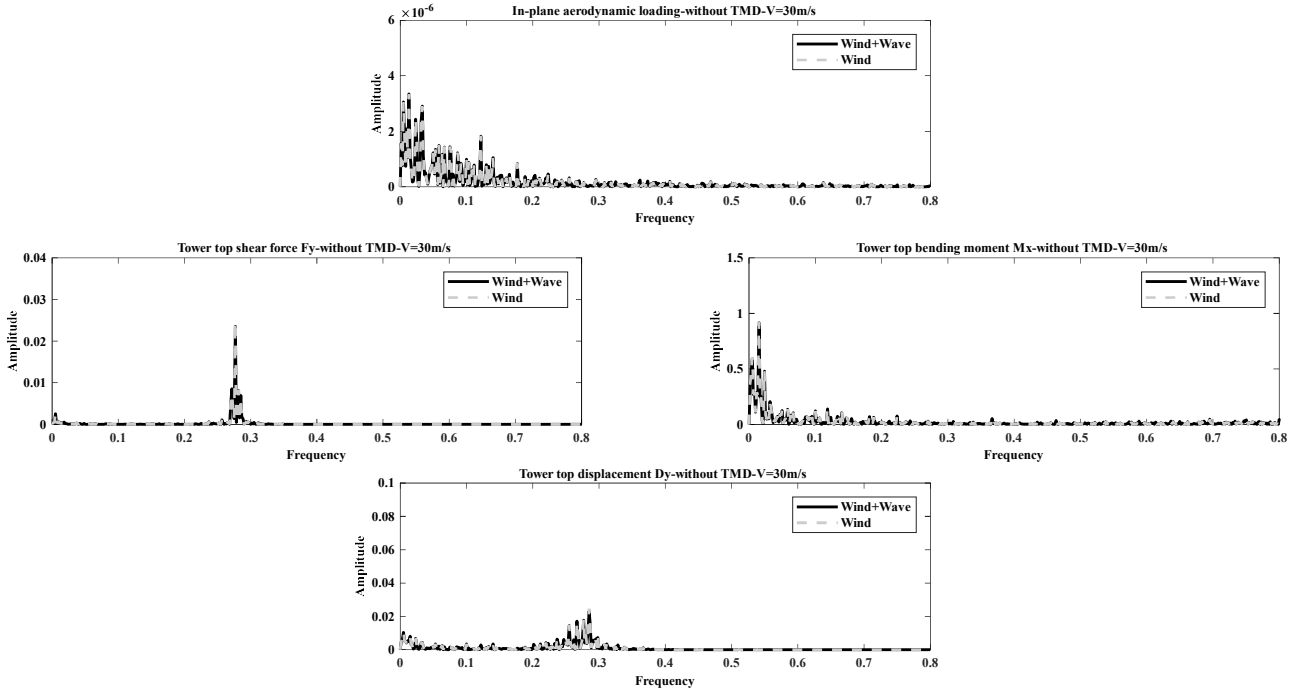 In-plane aerodynamic loading-without TMD-V=30m/s
×10⁻⁶
6
4
2
0
Amplitude
Wind+Wave
Wind
0 0.1 0.2 0.3 0.4 0.5 0.6 0.7 0.8
Frequency
Tower top shear force Fy-without TMD-V=30m/s
0.04
0.03
0.02
0.01
0
Amplitude
Wind+Wave
Wind
0 0.1 0.2 0.3 0.4 0.5 0.6 0.7 0.8
Frequency
Tower top bending moment Mx-without TMD-V=30m/s
1.5
1
0.5
0
Amplitude
Wind+Wave
Wind
0 0.1 0.2 0.3 0.4 0.5 0.6 0.7 0.8
Frequency
Tower top displacement Dy-without TMD-V=30m/s
0.1
0.08
0.06
0.04
0.02
0
Amplitude
Wind+Wave
Wind
0 0.1 0.2 0.3 0.4 0.5 0.6 0.7 0.8
Frequency